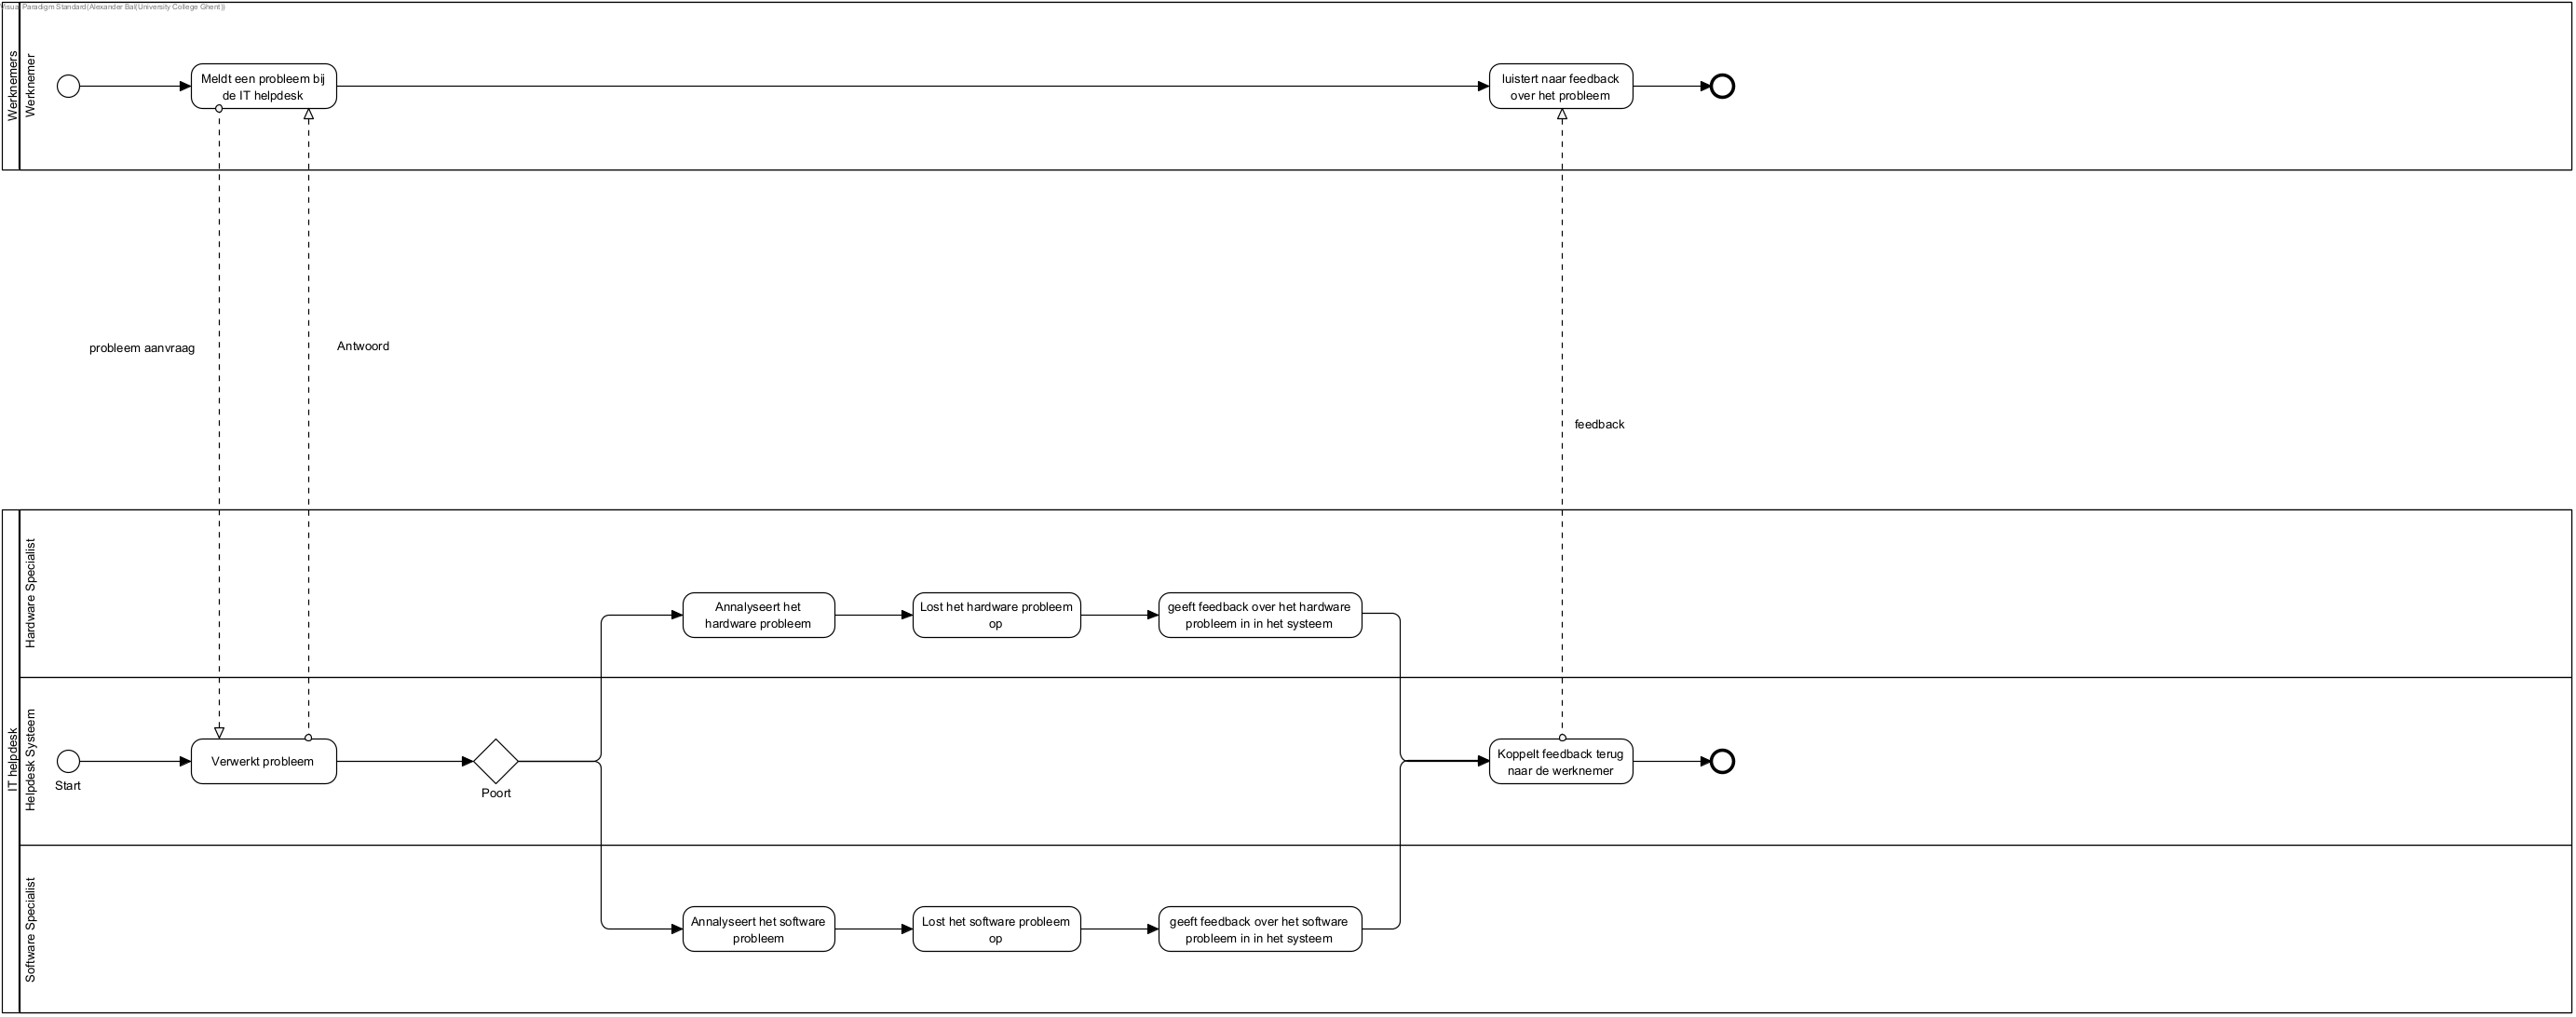 Visual Paradigm Standard(Alexander Bal(University College Ghent))
Werknemers
Werknemer
Meldt een probleem bij
de IT helpdesk
luistert naar feedback
over het probleem
probleem aanvraag
Antwoord
feedback
IT helpdesk
Hardware Specialist
Annalyseert het
hardware probleem
Lost het hardware probleem
op
geeft feedback over het hardware
probleem in in het systeem
Helpdesk Systeem
Start
Verwerkt probleem
Poort
Koppelt feedback terug
naar de werknemer
Software Specialist
Annalyseert het software
probleem
Lost het software probleem
op
geeft feedback over het software
probleem in in het systeem